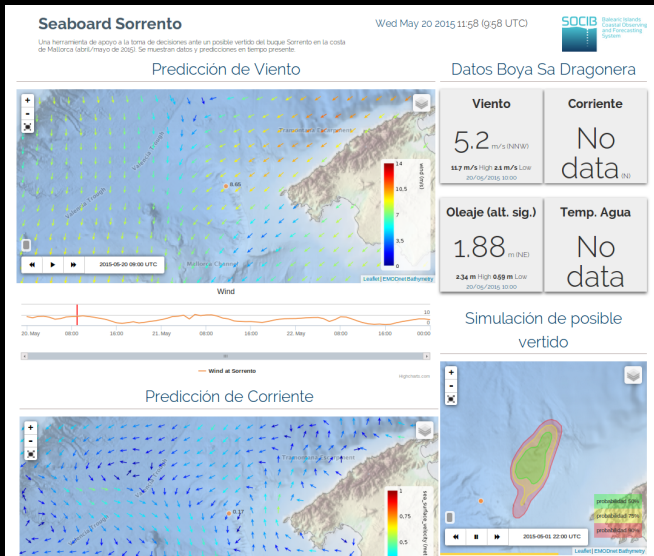 Seaboard Sorrento
Wed May 20 2015 11:58 (9:58 UTC)
SOCIB
Balearic Islands
Coastal Observing
and Forecasting
System
Una herramienta de apoyo a la toma de decisiones ante un posible vertido del buque Sorrento en la costa
de Mallorca (abril/mayo de 2015). Se muestran datos y predicciones en tiempo presente.
Predicción de Viento
+
-
Valencia Trough
Tramuntana Escarpment
8.65
Mallorca Channel
14
10.5
7
3.5
0
wind (m/s)
2015-05-20 09:00 UTC
Leaflet | EMODnet Bathymetry
Wind
10
0
20. May
08:00
16:00
21. May
08:00
16:00
22. May
08:00
16:00
00:00
Wind at Sorrento
Highcharts.com
Predicción de Corriente
+
-
0.17
1
0.75
0.5
Datos Boya Sa Dragonera
Viento
5.2 m/s (NNW)
11.7 m/s High 2.1 m/s Low
20/05/2015 10:00
Corriente
No
data (N)
Oleaje (alt. sig.)
1.88 m (NE)
2.34 m High 0.59 m Low
20/05/2015 10:00
Temp. Agua
No
data
Simulación de posible
vertido
+
-
probabilidad 50%
probabilidad 75%
probabilidad 90%
2015-05-01 22:00 UTC
Leaflet | EMODnet Bathymetry